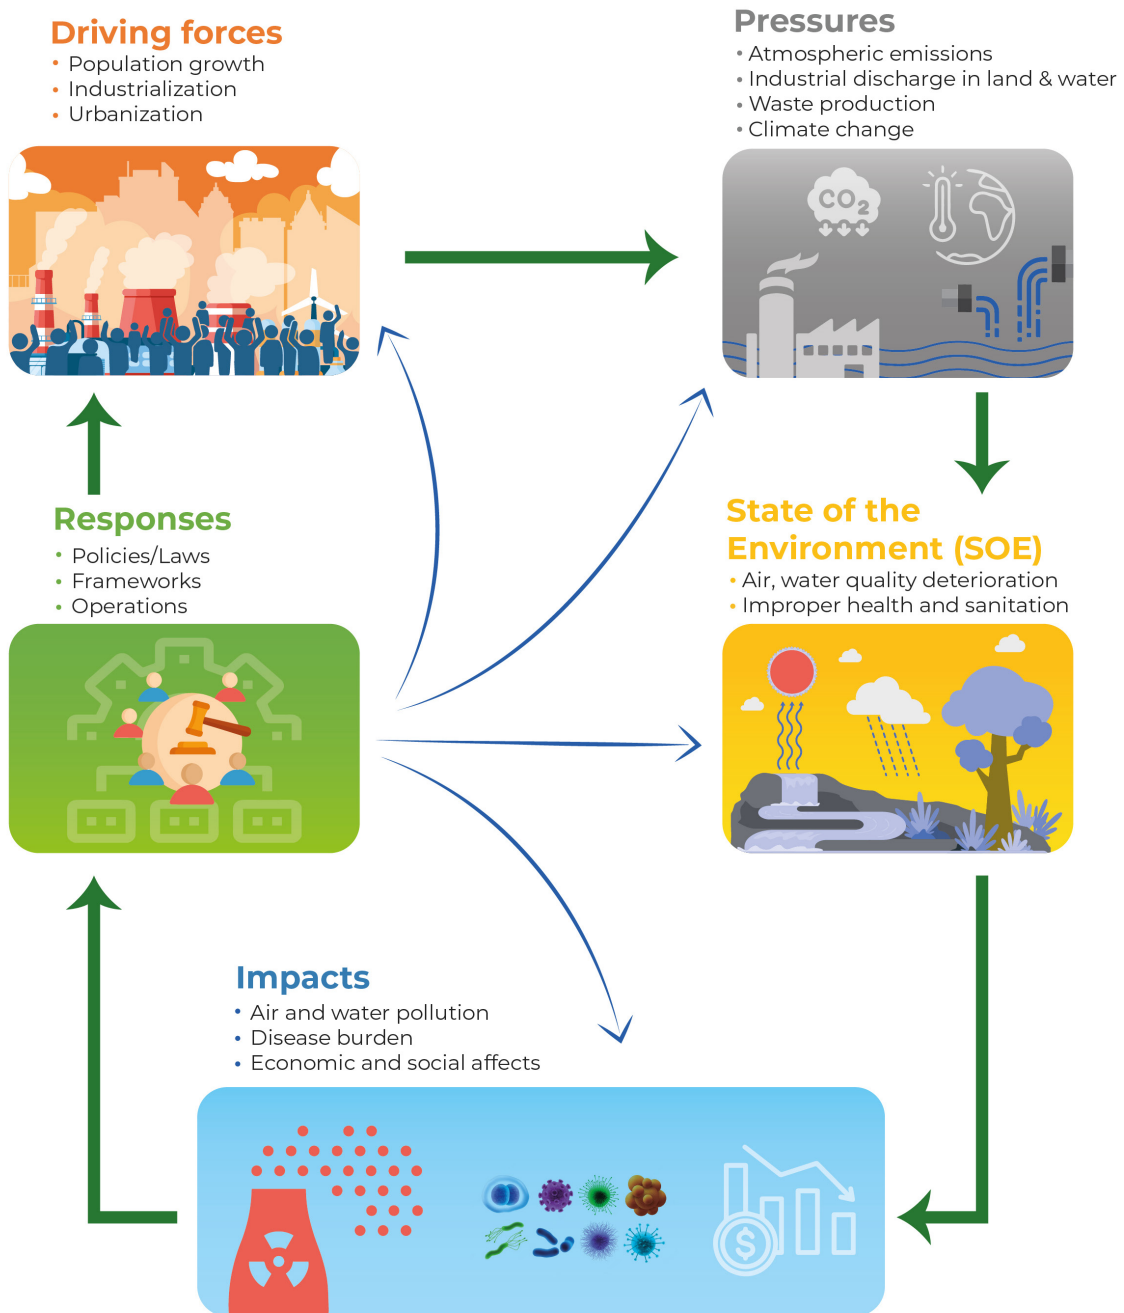 Driving forces
• Population growth
• Industrialization
• Urbanization
Pressures
• Atmospheric emissions
• Industrial discharge in land & water
• Waste production
• Climate change
CO2
Responses
• Policies/Laws
• Frameworks
• Operations
State of the
Environment (SOE)
• Air, water quality deterioration
• Improper health and sanitation
Impacts
• Air and water pollution
• Disease burden
• Economic and social affects
$